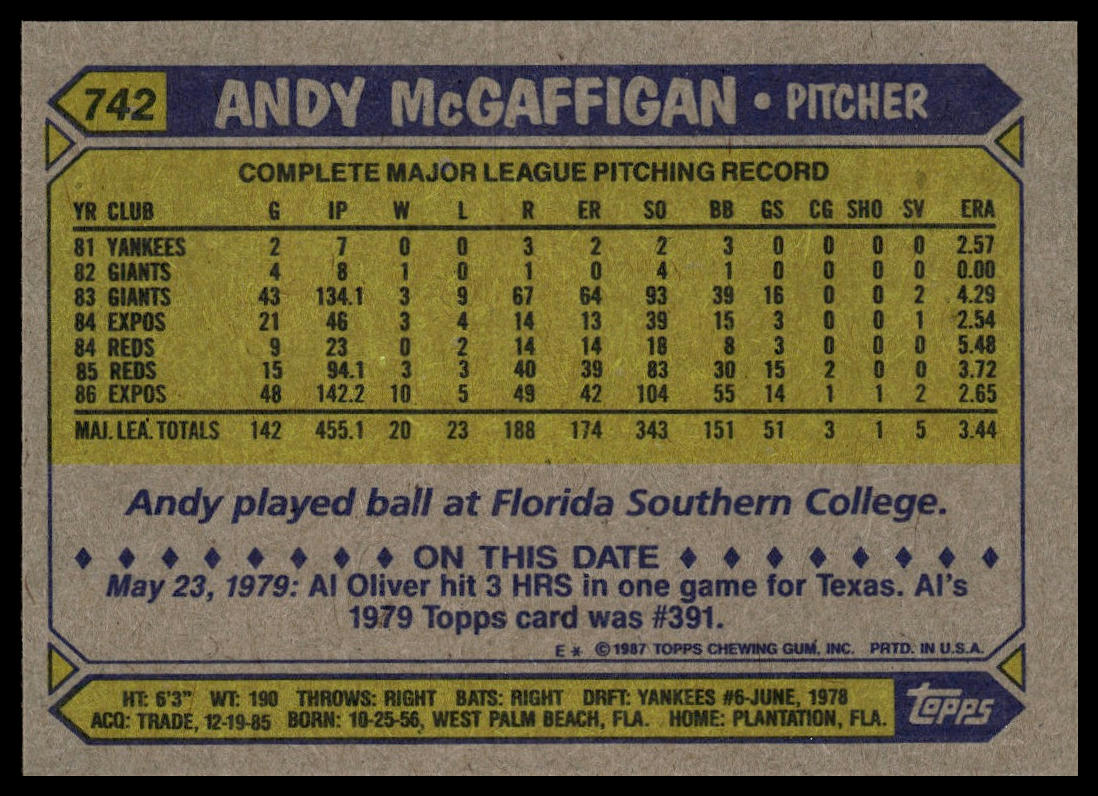 742 ANDY McGAFFIGAN • PITCHER
COMPLETE MAJOR LEAGUE PITCHING RECORD
YR CLUB G IP W L R ER SO BB GS CG SHO SV ERA
81 YANKEES 2 7 0 0 3 2 2 3 0 0 0 0 2.57
82 GIANTS 4 8 1 0 1 0 4 1 0 0 0 0 0.00
83 GIANTS 43 134.1 3 9 67 64 93 39 16 0 0 2 4.29
84 EXPOS 21 46 3 4 14 13 39 15 3 0 0 1 2.54
84 REDS 9 23 0 2 14 14 18 8 3 0 0 0 5.48
85 REDS 15 94.1 3 3 40 39 83 30 15 2 0 0 3.72
86 EXPOS 48 142.2 10 5 49 42 104 55 14 1 1 2 2.65
MAJ. LEA. TOTALS 142 455.1 20 23 188 174 343 151 51 3 1 5 3.44
Andy played ball at Florida Southern College.
ON THIS DATE
May 23, 1979: Al Oliver hit 3 HRS in one game for Texas. Al's
1979 Topps card was #391.
E * ©1987 TOPPS CHEWING GUM, INC. PRTD. IN U.S.A.
HT: 6'3" WT: 190 THROWS: RIGHT BATS: RIGHT DRFT: YANKEES #6-JUNE, 1978
ACQ: TRADE, 12-19-85 BORN: 10-25-56, WEST PALM BEACH, FLA. HOME: PLANTATION, FLA.
topps